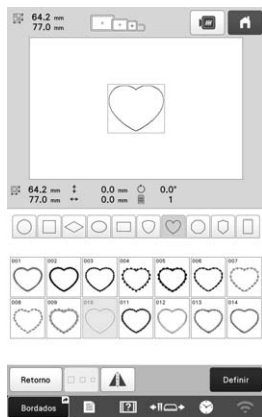 64.2 mm
77.0 mm
64.2 mm 0.0 mm 0.0°
77.0 mm 0.0 mm 1
001 002 003 004 005 006 007
008 009 010 011 012 013 014
Retorno Definir
Bordados